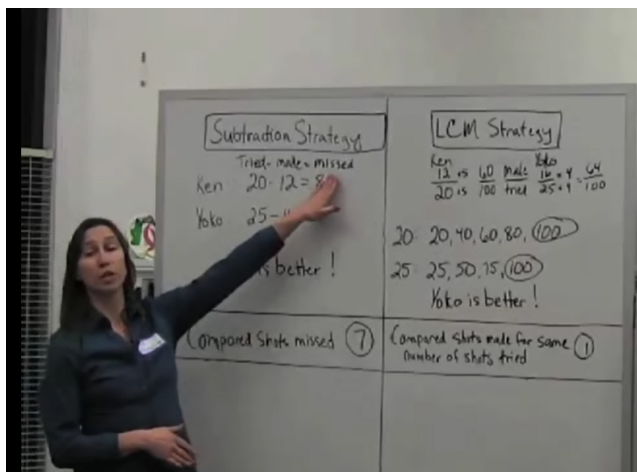 Subtraction Strategy
Tried - made = missed
Ken 20 - 12 = 8
Yoko 25 -
is better!
Compared shots missed 7
LCM Strategy
Ken Yoko
12 × 5 60 made 16 × 4 = 64
20 × 5 100 tried 25 × 4 100
20: 20, 40, 60, 80, 100
25: 25, 50, 75, 100
Yoko is better!
Compared shots made for same 1
number of shots tried